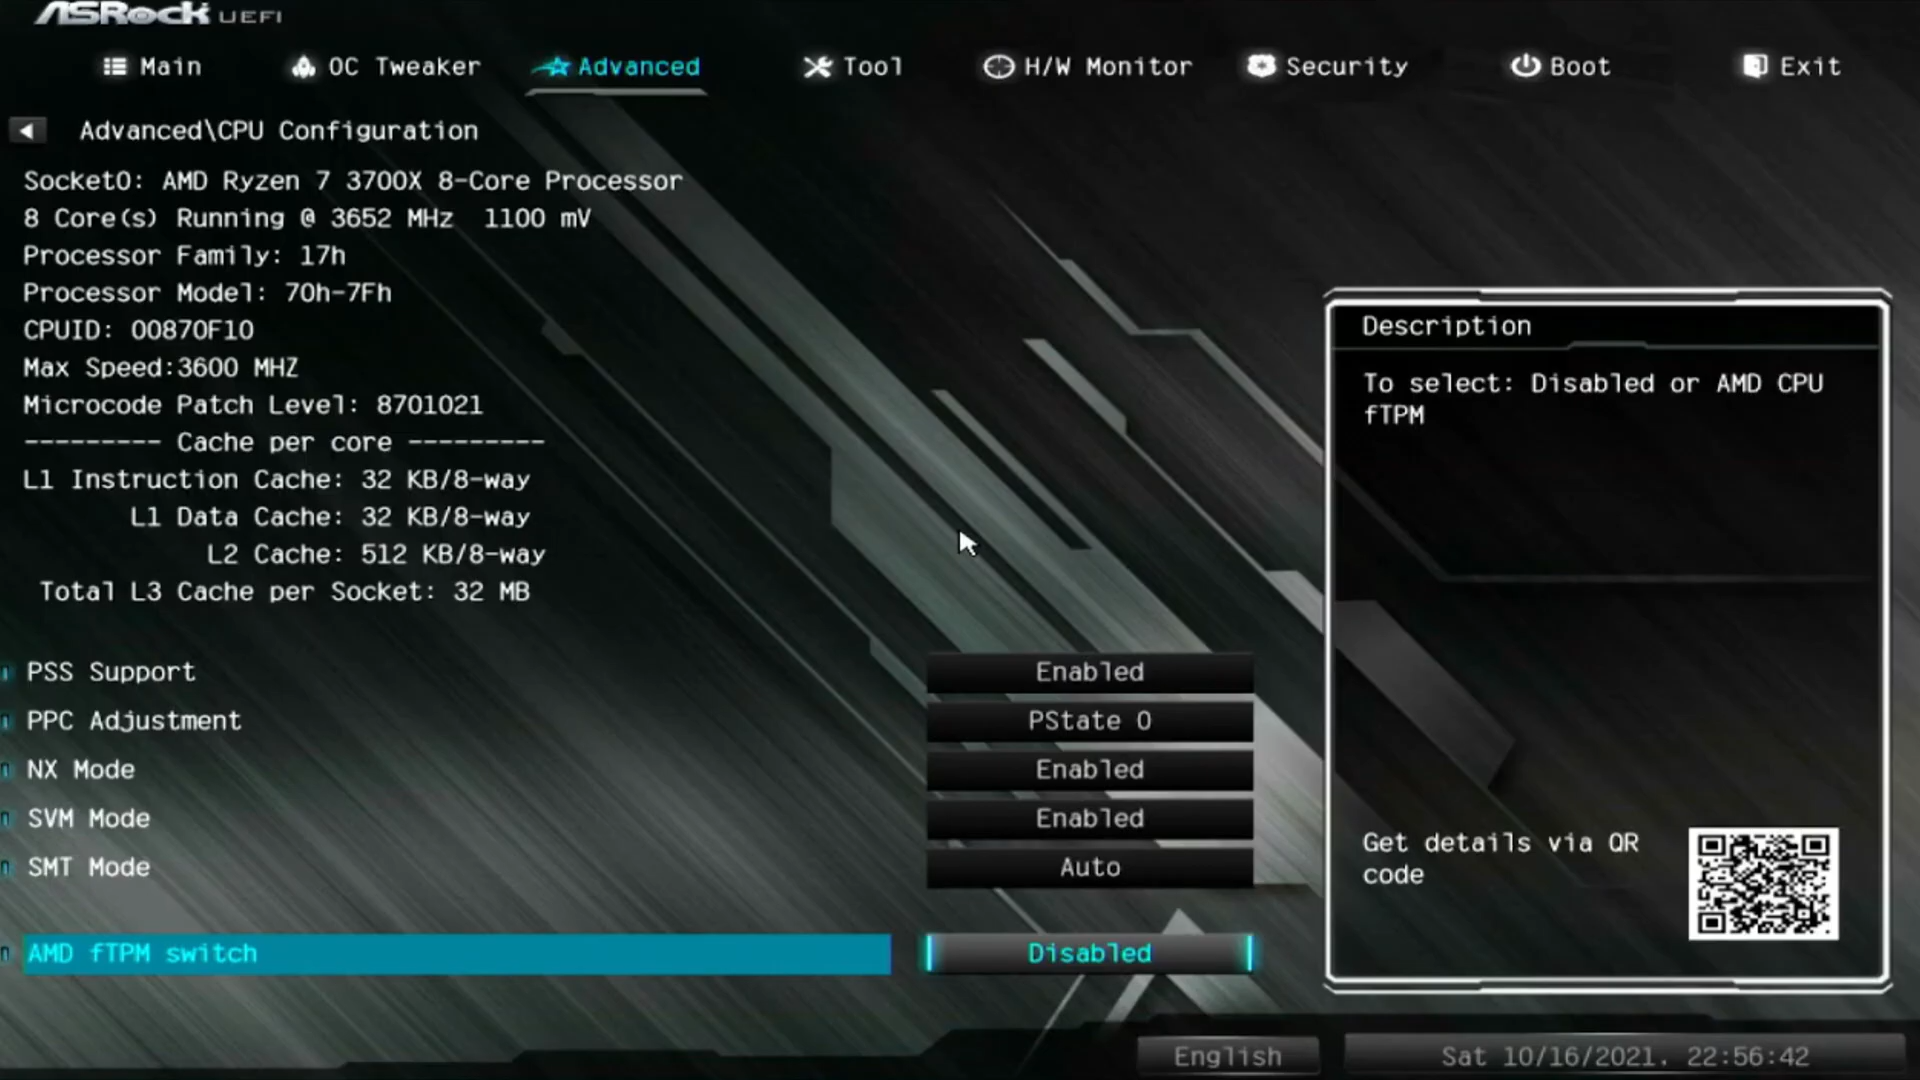 ASRock UEFI
Main OC Tweaker Advanced Tool H/W Monitor Security Boot Exit
Advanced\CPU Configuration
Socket0: AMD Ryzen 7 3700X 8-Core Processor
8 Core(s) Running @ 3652 MHz 1100 mV
Processor Family: 17h
Processor Model: 70h-7Fh
CPUID: 00870F10
Max Speed:3600 MHZ
Microcode Patch Level: 8701021
--------- Cache per core ---------
L1 Instruction Cache: 32 KB/8-way
L1 Data Cache: 32 KB/8-way
L2 Cache: 512 KB/8-way
Total L3 Cache per Socket: 32 MB
PSS Support Enabled
PPC Adjustment PState 0
NX Mode Enabled
SVM Mode Enabled
SMT Mode Auto
AMD fTPM switch Disabled
Description
To select: Disabled or AMD CPU
fTPM
Get details via QR
code
English
Sat 10/16/2021. 22:56:42